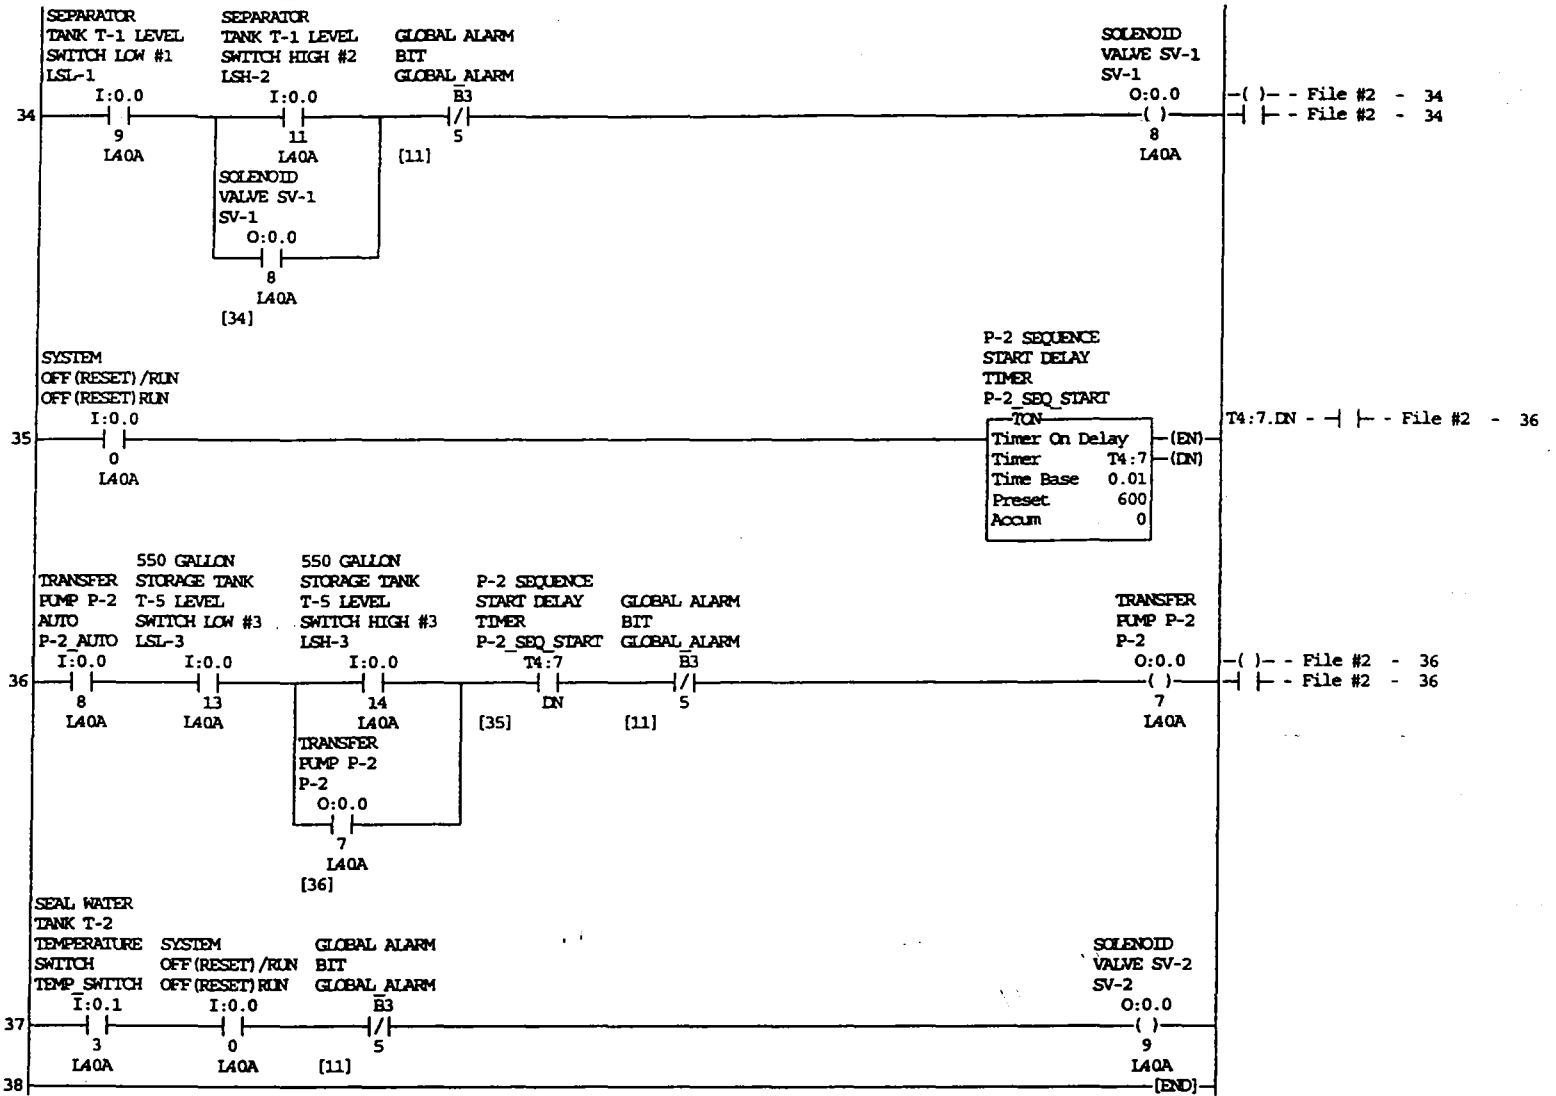 SEPARATOR SEPARATOR
TANK T-1 LEVEL TANK T-1 LEVEL GLOBAL ALARM SOLENOID
SWITCH LOW #1 SWITCH HIGH #2 BIT VALVE SV-1
LSL-1 LSH-2 GLOBAL_ALARM SV-1
I:0.0 I:0.0 B3 O:0.0 -( )- - File #2 - 34
34 ] [ - File #2 - 34
9 11 5 8
L40A L40A [11] L40A
SOLENOID
VALVE SV-1
SV-1
O:0.0
8
L40A
[34]
P-2 SEQUENCE
SYSTEM START DELAY
OFF(RESET)/RUN TIMER
OFF(RESET)RUN P-2_SEQ_START
I:0.0 TON T4:7.DN - ] [ - File #2 - 36
35 Timer On Delay (EN)
0 Timer T4:7 (DN)
L40A Time Base 0.01
Preset 600
Accum 0
550 GALLON 550 GALLON
TRANSFER STORAGE TANK STORAGE TANK P-2 SEQUENCE TRANSFER
PUMP P-2 T-5 LEVEL T-5 LEVEL START DELAY GLOBAL ALARM PUMP P-2
AUTO SWITCH LOW #3 SWITCH HIGH #3 TIMER BIT P-2
P-2_AUTO LSL-3 LSH-3 P-2_SEQ_START GLOBAL_ALARM
I:0.0 I:0.0 I:0.0 T4:7 B3 O:0.0 -( )- - File #2 - 36
36 ] [ - File #2 - 36
8 13 14 DN 5 7
L40A L40A L40A [35] [11] L40A
TRANSFER
PUMP P-2
P-2
O:0.0
7
L40A
[36]
SEAL WATER
TANK T-2
TEMPERATURE SYSTEM GLOBAL ALARM SOLENOID
SWITCH OFF(RESET)/RUN BIT VALVE SV-2
TEMP_SWITCH OFF(RESET)RUN GLOBAL_ALARM SV-2
I:0.1 I:0.0 B3 O:0.0
37
3 0 5 9
L40A L40A [11] L40A
38 [END]